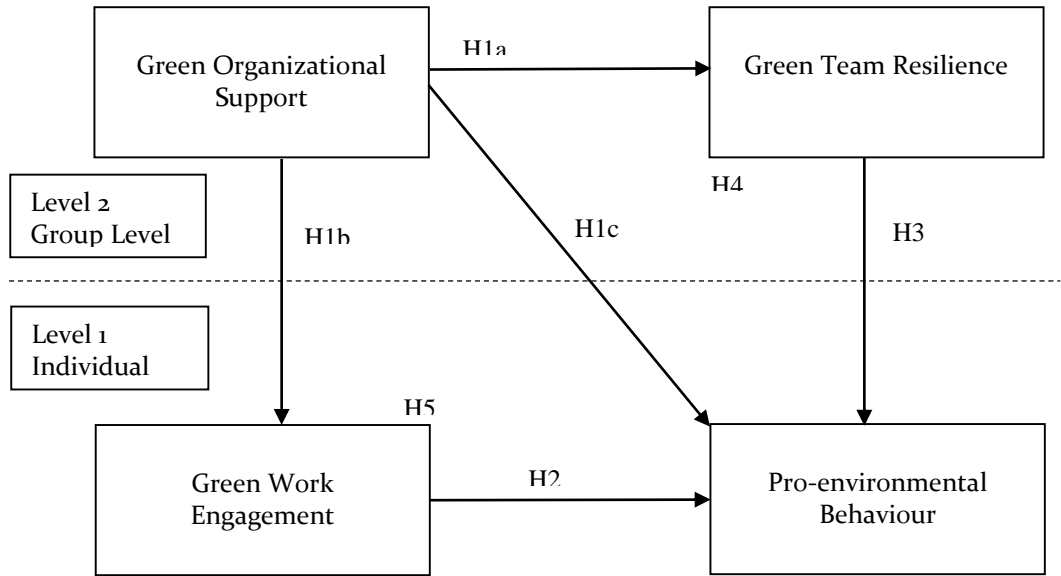 H1a
Green Organizational
Support
Green Team Resilience
H4
Level 2
Group Level
H1b
H1c
H3
Level 1
Individual
H5
Green Work
Engagement
H2
Pro-environmental
Behaviour